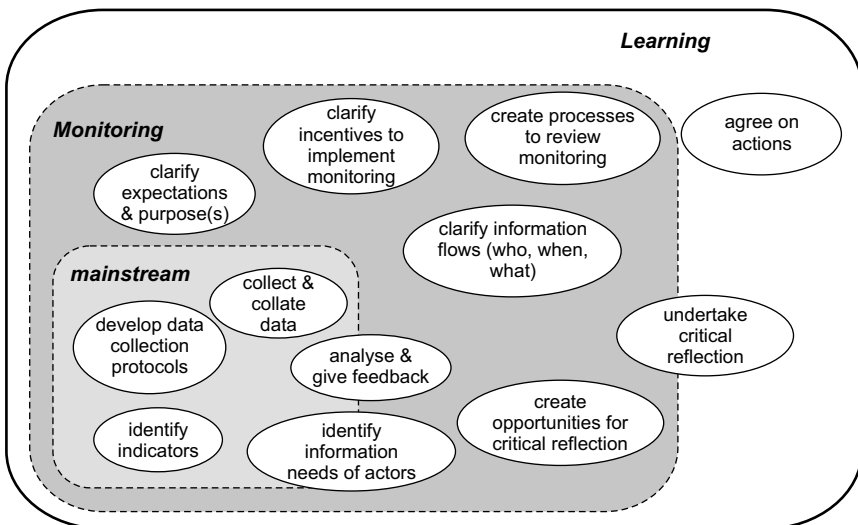 Learning
Monitoring
clarify
incentives to
implement
monitoring
create processes
to review
monitoring
agree on
actions
clarify
expectations
& purpose(s)
clarify information
flows (who, when,
what)
mainstream
collect &
collate
data
develop data
collection
protocols
undertake
critical
reflection
analyse &
give feedback
identify
indicators
identify
information
needs of actors
create
opportunities for
critical reflection